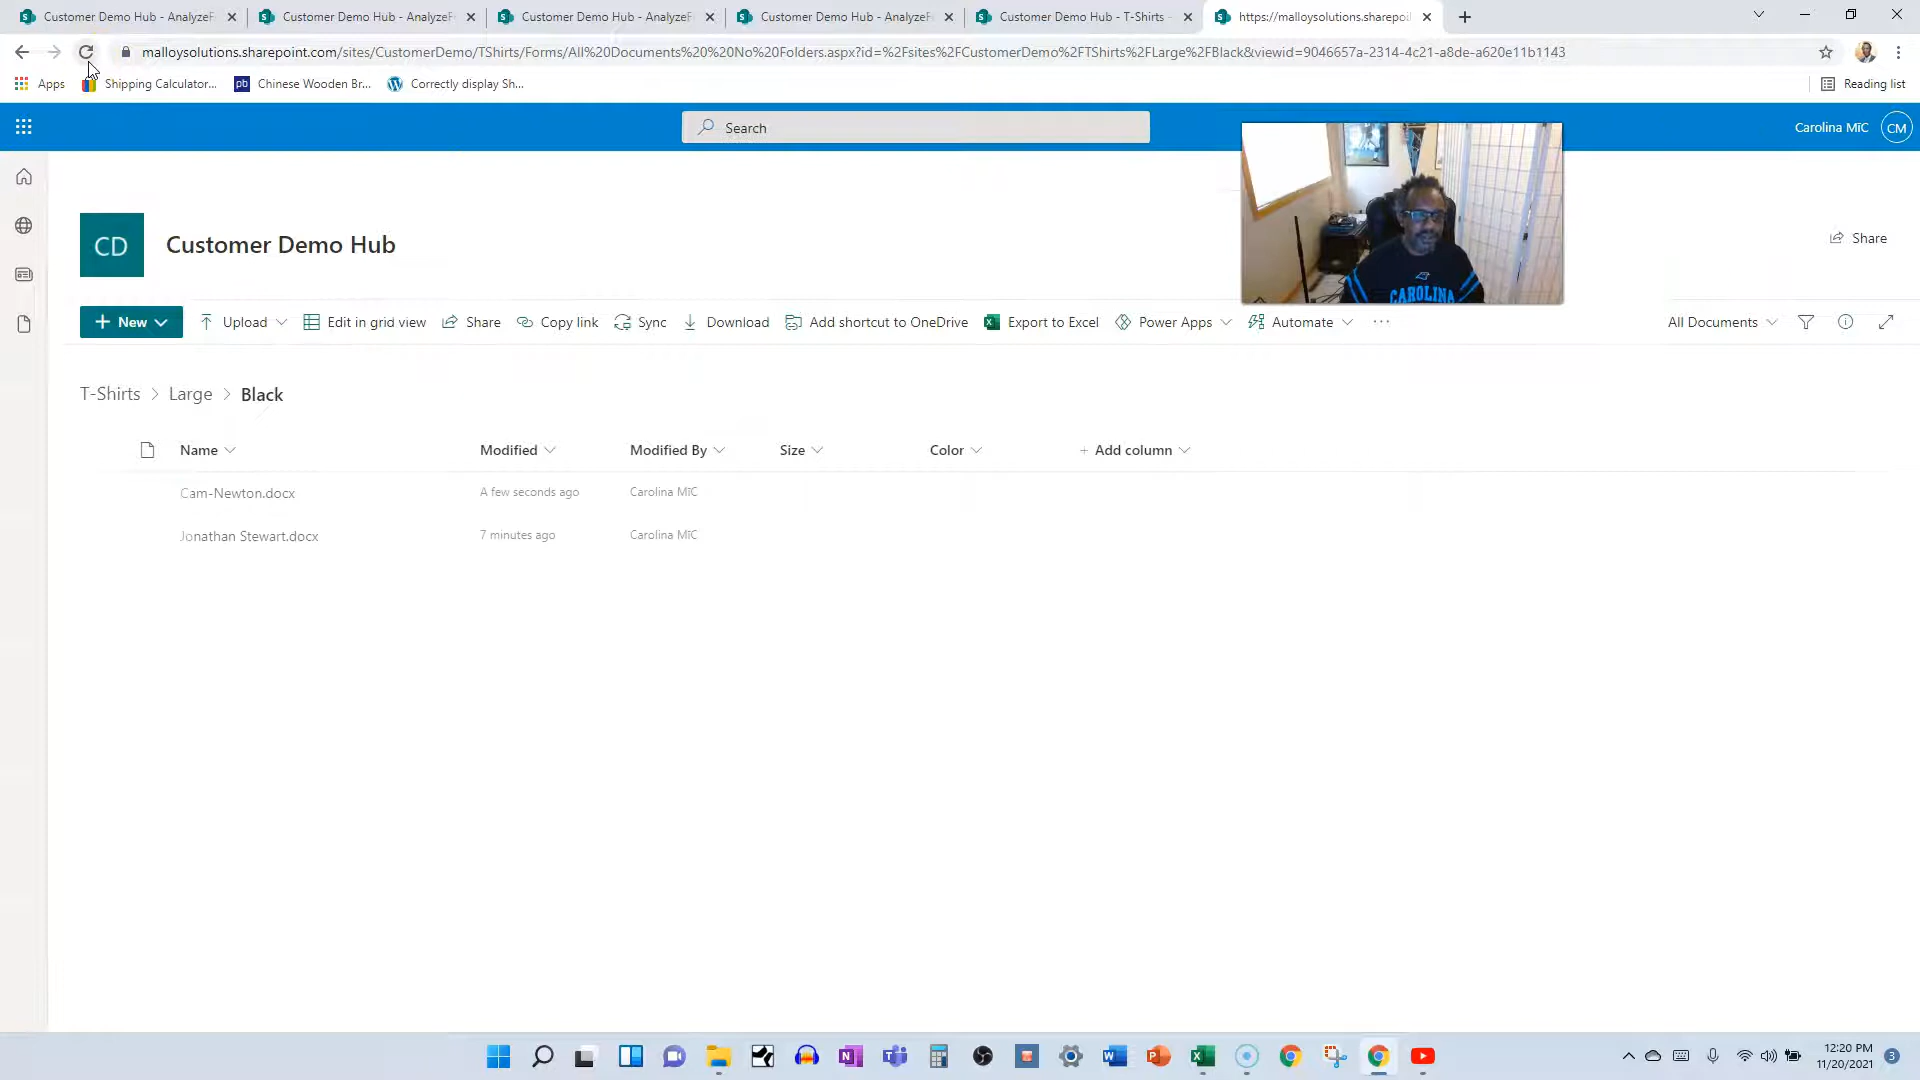 Customer Demo Hub - AnalyzeF
Customer Demo Hub - AnalyzeF
Customer Demo Hub - AnalyzeF
Customer Demo Hub - AnalyzeF
Customer Demo Hub - T-Shirts -
https://malloysolutions.sharepoi
malloysolutions.sharepoint.com/sites/CustomerDemo/TShirts/Forms/All%20Documents%20%20No%20Folders.aspx?id=%2Fsites%2FCustomerDemo%2FTShirts%2FLarge%2FBlack&viewid=9046657a-2314-4c21-a8de-a620e11b1143
Apps
Shipping Calculator...
pb
Chinese Wooden Br...
Correctly display Sh...
Reading list
Search
Carolina MïC
CM
CD
Customer Demo Hub
CAROLINA
Share
+ New
Upload
Edit in grid view
Share
Copy link
Sync
Download
Add shortcut to OneDrive
Export to Excel
Power Apps
Automate
...
All Documents
T-Shirts > Large > Black
Name
Modified
Modified By
Size
Color
+ Add column
Cam-Newton.docx
A few seconds ago
Carolina MïC
Jonathan Stewart.docx
7 minutes ago
Carolina MïC
12:20 PM
11/20/2021
3